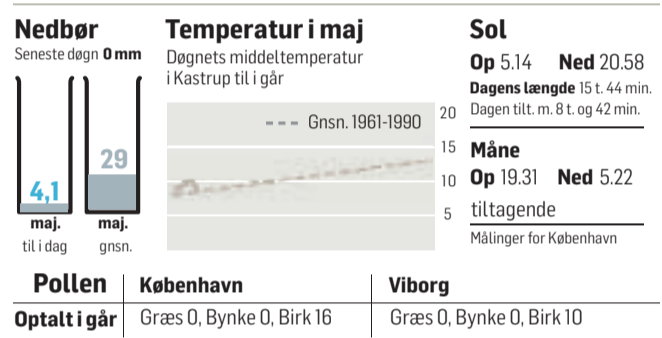 Nedbør
Seneste døgn 0 mm
4,1
29
maj. maj.
til i dag gnsn.
Temperatur i maj
Døgnets middeltemperatur
i Kastrup til i går
Gnsn. 1961-1990
20
15
10
5
Sol
Op 5.14 Ned 20.58
Dagens længde 15 t. 44 min.
Dagen tilt. m. 8 t. og 42 min.
Måne
Op 19.31 Ned 5.22
tiltagende
Målinger for København
Pollen København Viborg
Optalt i går Græs 0, Bynke 0, Birk 16 Græs 0, Bynke 0, Birk 10